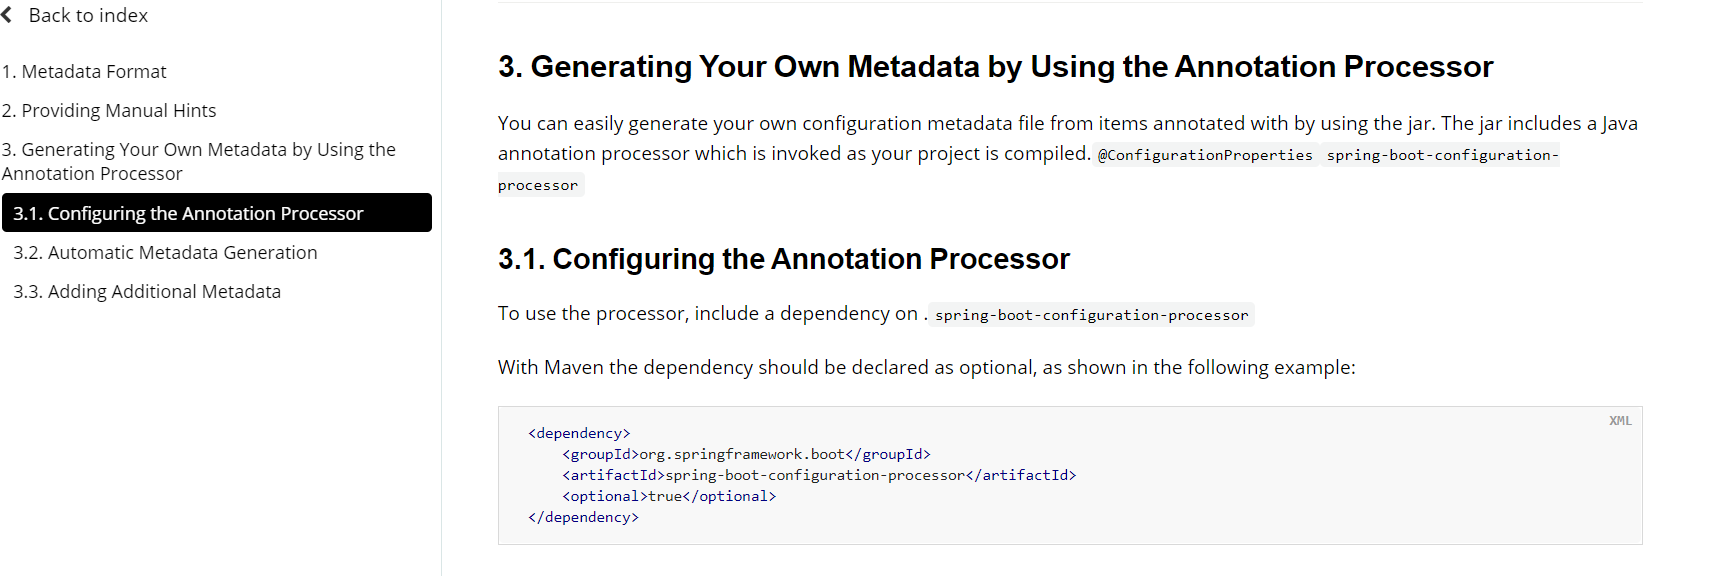 Back to index
1. Metadata Format
2. Providing Manual Hints
3. Generating Your Own Metadata by Using the
Annotation Processor
3.1. Configuring the Annotation Processor
3.2. Automatic Metadata Generation
3.3. Adding Additional Metadata
3. Generating Your Own Metadata by Using the Annotation Processor
You can easily generate your own configuration metadata file from items annotated with by using the jar. The jar includes a Java
annotation processor which is invoked as your project is compiled. @ConfigurationProperties spring-boot-configuration-
processor
3.1. Configuring the Annotation Processor
To use the processor, include a dependency on . spring-boot-configuration-processor
With Maven the dependency should be declared as optional, as shown in the following example:
XML
<dependency>
    <groupId>org.springframework.boot</groupId>
    <artifactId>spring-boot-configuration-processor</artifactId>
    <optional>true</optional>
</dependency>